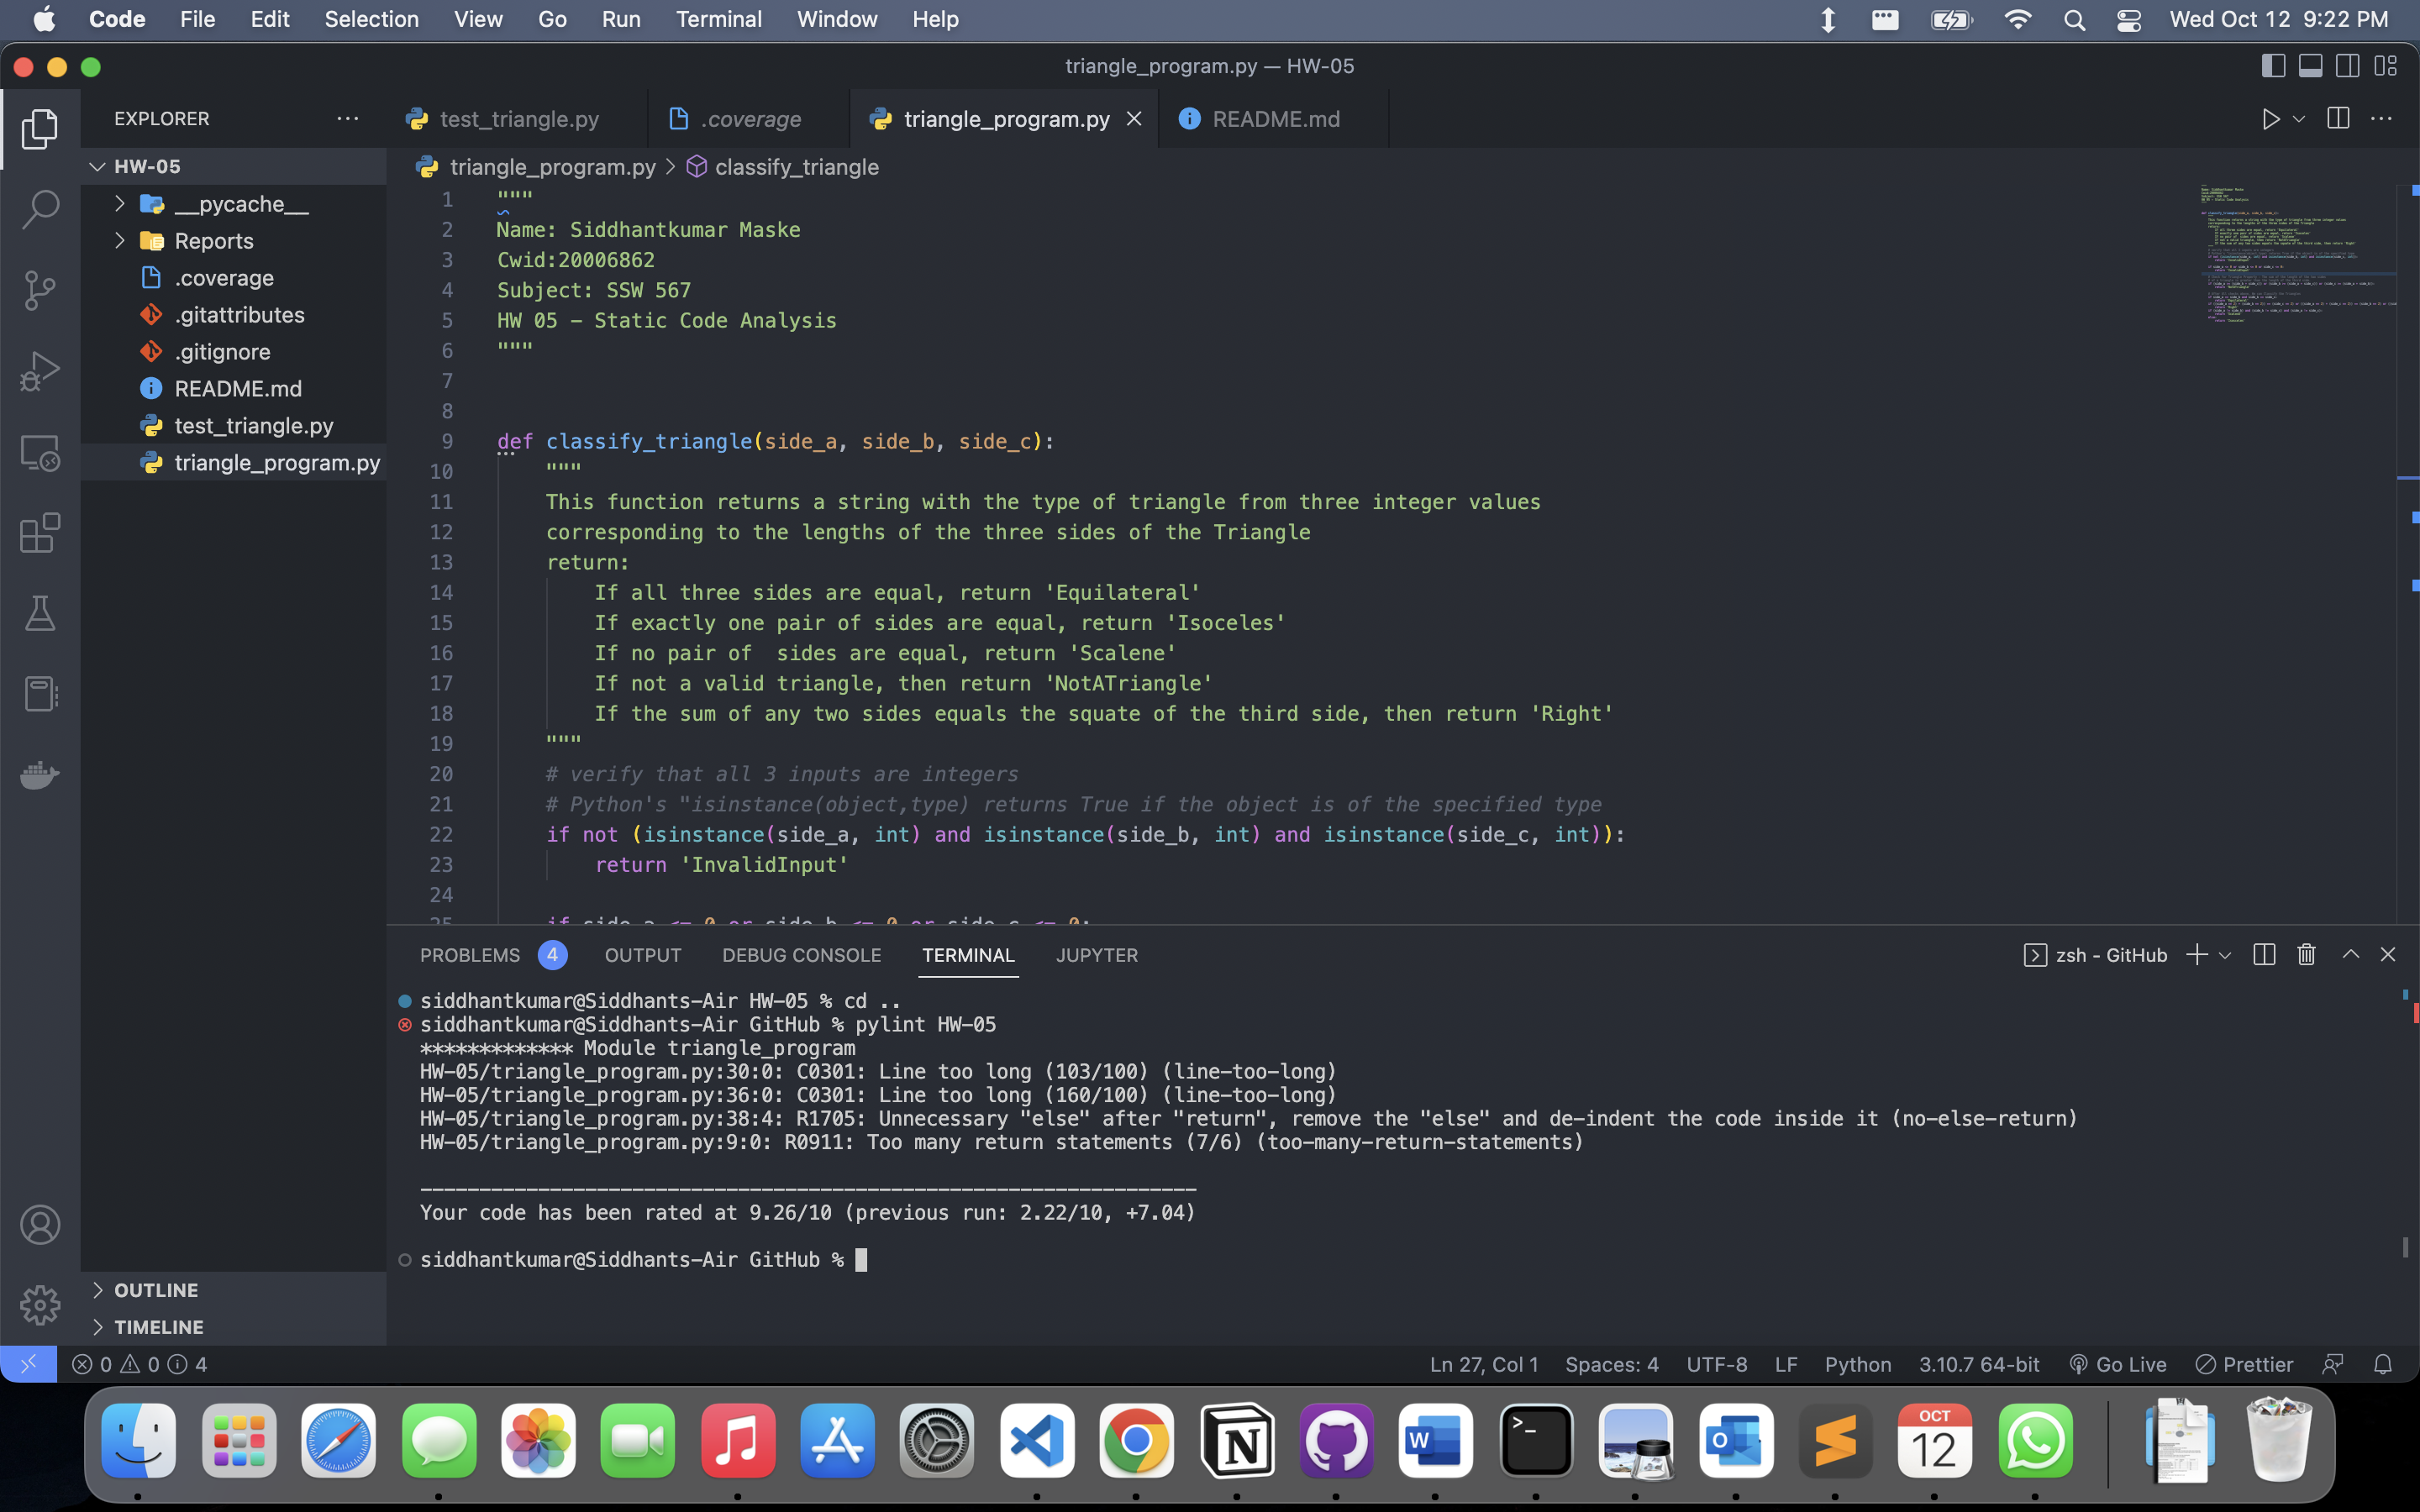 Code File Edit Selection View Go Run Terminal Window Help Wed Oct 12 9:22 PM
triangle_program.py — HW-05
EXPLORER ··· test_triangle.py .coverage triangle_program.py README.md
HW-05
__pycache__
Reports
.coverage
.gitattributes
.gitignore
README.md
test_triangle.py
triangle_program.py
OUTLINE
TIMELINE
triangle_program.py > classify_triangle
1 """
2 Name: Siddhantkumar Maske
3 Cwid:20006862
4 Subject: SSW 567
5 HW 05 - Static Code Analysis
6 """
7
8
9 def classify_triangle(side_a, side_b, side_c):
10 """
11 This function returns a string with the type of triangle from three integer values
12 corresponding to the lengths of the three sides of the Triangle
13 return:
14 If all three sides are equal, return 'Equilateral'
15 If exactly one pair of sides are equal, return 'Isoceles'
16 If no pair of  sides are equal, return 'Scalene'
17 If not a valid triangle, then return 'NotATriangle'
18 If the sum of any two sides equals the squate of the third side, then return 'Right'
19 """
20 # verify that all 3 inputs are integers
21 # Python's "isinstance(object,type) returns True if the object is of the specified type
22 if not (isinstance(side_a, int) and isinstance(side_b, int) and isinstance(side_c, int)):
23 return 'InvalidInput'
24
25 if side_a <= 0 or side_b <= 0 or side_c <= 0:
PROBLEMS 4 OUTPUT DEBUG CONSOLE TERMINAL JUPYTER zsh - GitHub
siddhantkumar@Siddhants-Air HW-05 % cd ..
siddhantkumar@Siddhants-Air GitHub % pylint HW-05
************* Module triangle_program
HW-05/triangle_program.py:30:0: C0301: Line too long (103/100) (line-too-long)
HW-05/triangle_program.py:36:0: C0301: Line too long (160/100) (line-too-long)
HW-05/triangle_program.py:38:4: R1705: Unnecessary "else" after "return", remove the "else" and de-indent the code inside it (no-else-return)
HW-05/triangle_program.py:9:0: R0911: Too many return statements (7/6) (too-many-return-statements)
------------------------------------------------------------------
Your code has been rated at 9.26/10 (previous run: 2.22/10, +7.04)
siddhantkumar@Siddhants-Air GitHub %
0 0 4 Ln 27, Col 1 Spaces: 4 UTF-8 LF Python 3.10.7 64-bit Go Live Prettier
OCT
12